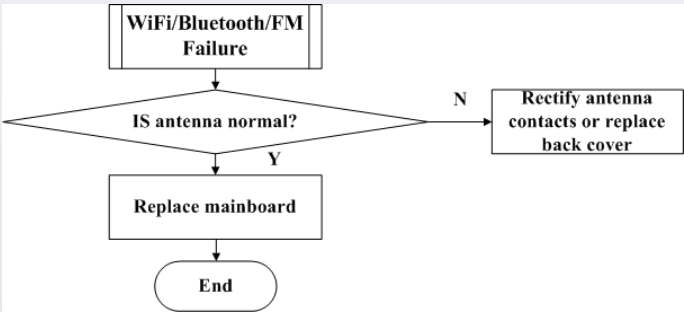 WiFi/Bluetooth/FM
Failure
IS antenna normal?
N
Rectify antenna
contacts or replace
back cover
Y
Replace mainboard
End